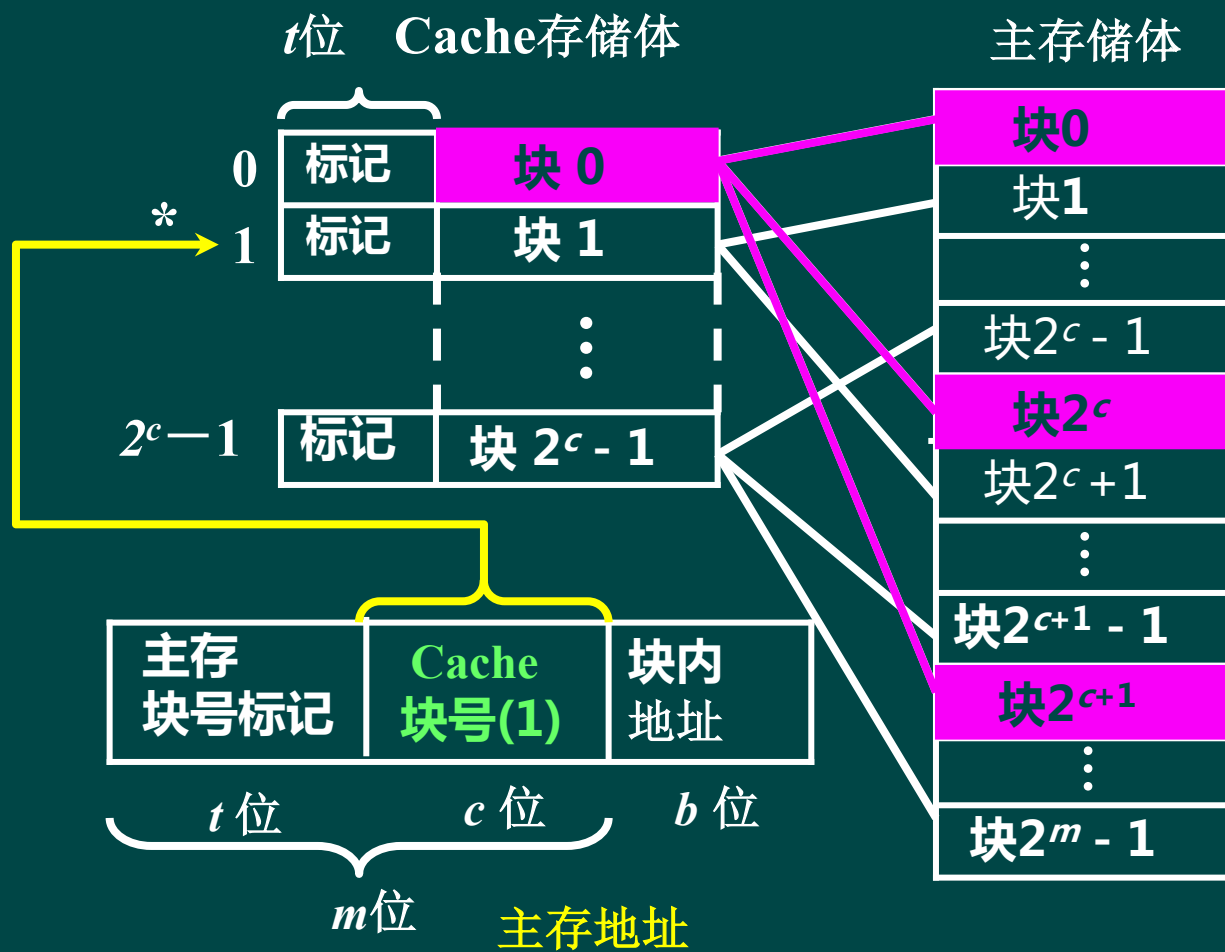 t位 Cache存储体
主存储体
0 标记 块 0
* 1 标记 块 1
⋮
2ᶜ－1 标记 块 2ᶜ - 1
块0
块1
⋮
块2ᶜ - 1
块2ᶜ
块2ᶜ +1
⋮
块2ᶜ⁺¹ - 1
块2ᶜ⁺¹
⋮
块2ᵐ - 1
主存
块号标记
Cache
块号(1)
块内
地址
t 位 c 位 b 位
m位
主存地址